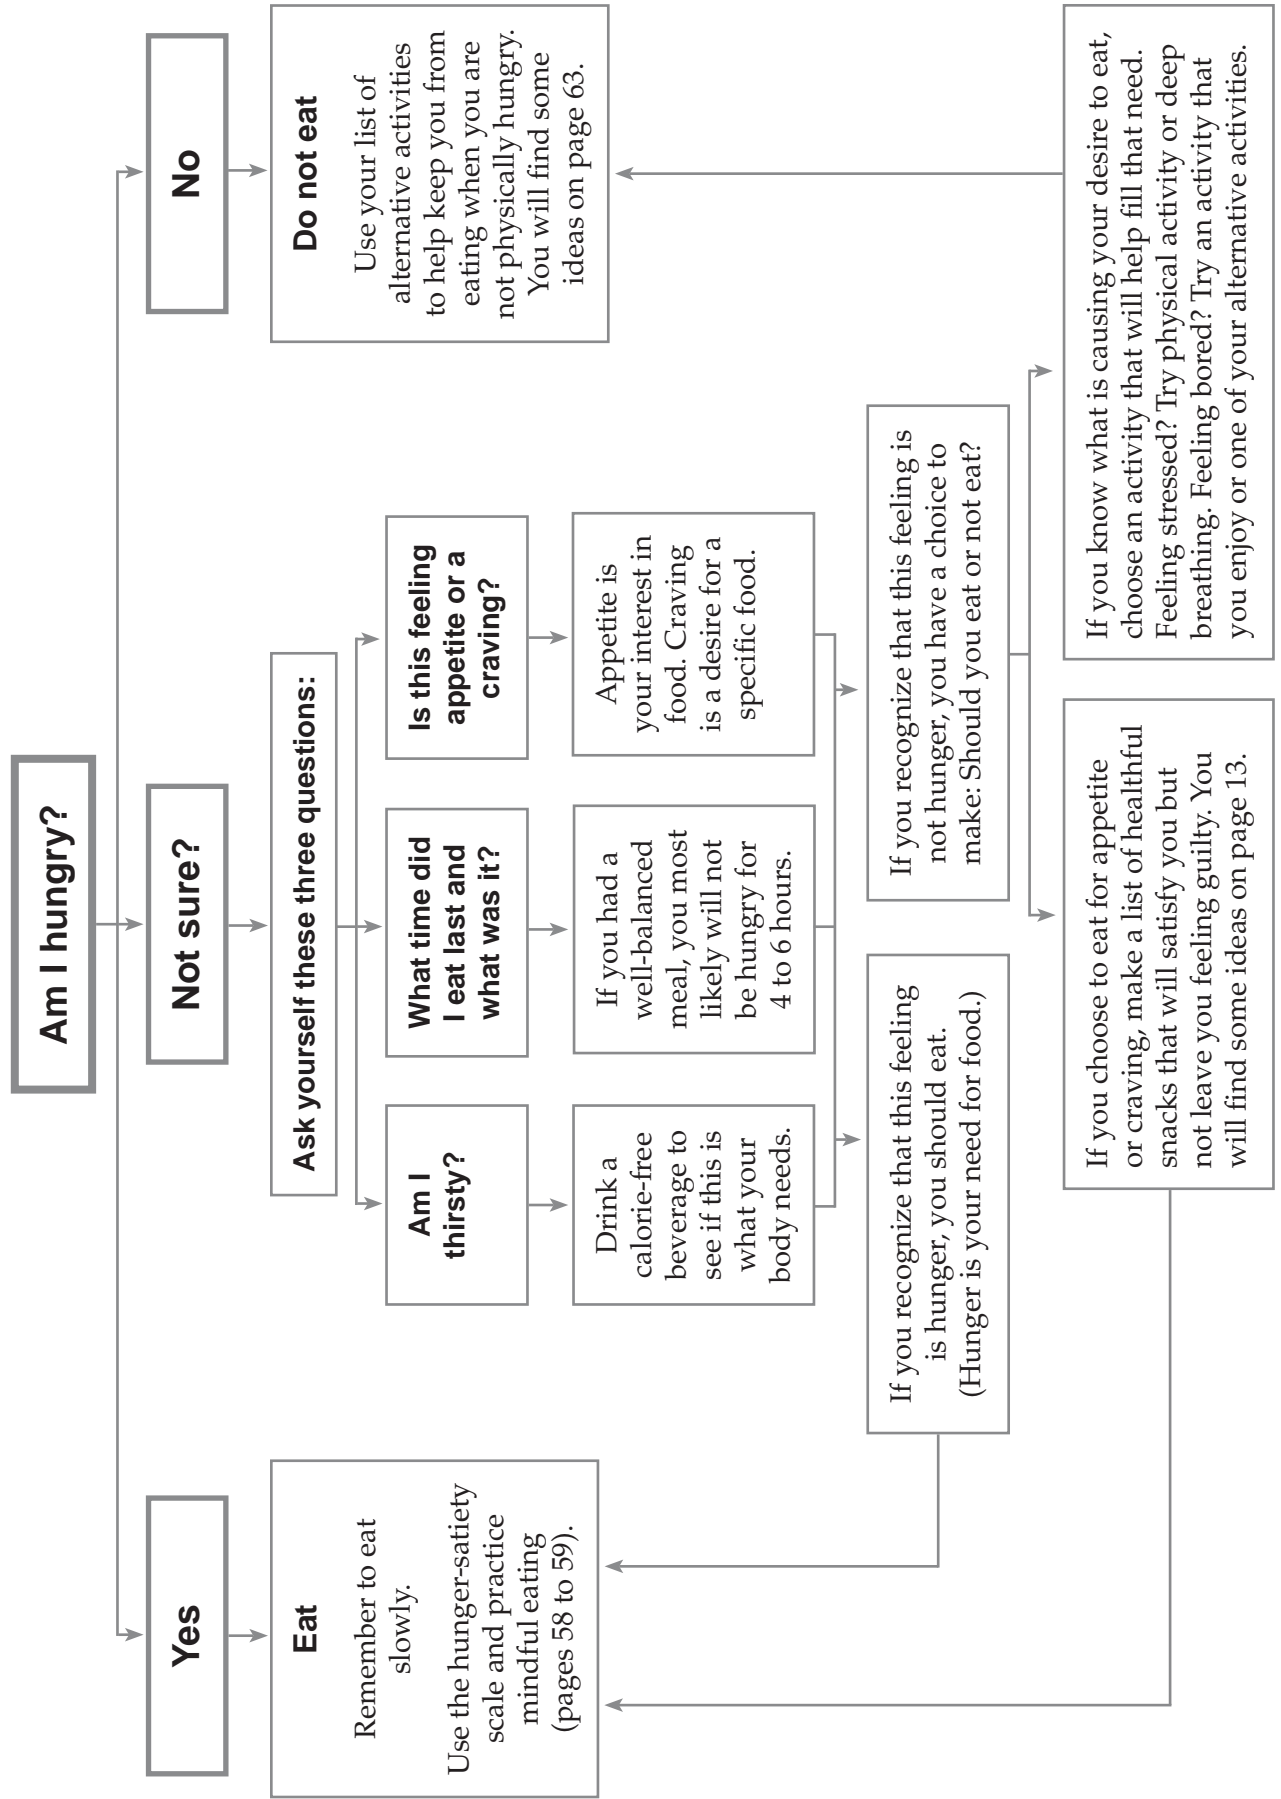 Am I hungry?
Yes
Not sure?
No
Eat
Remember to eat
slowly.
Use the hunger-satiety
scale and practice
mindful eating
(pages 58 to 59).
Ask yourself these three questions:
Do not eat
Use your list of
alternative activities
to help keep you from
eating when you are
not physically hungry.
You will find some
ideas on page 63.
Am I
thirsty?
What time did
I eat last and
what was it?
Is this feeling
appetite or a
craving?
Drink a
calorie-free
beverage to
see if this is
what your
body needs.
If you had a
well-balanced
meal, you most
likely will not
be hungry for
4 to 6 hours.
Appetite is
your interest in
food. Craving
is a desire for a
specific food.
If you recognize that this feeling
is hunger, you should eat.
(Hunger is your need for food.)
If you recognize that this feeling is
not hunger, you have a choice to
make: Should you eat or not eat?
If you choose to eat for appetite
or craving, make a list of healthful
snacks that will satisfy you but
not leave you feeling guilty. You
will find some ideas on page 13.
If you know what is causing your desire to eat,
choose an activity that will help fill that need.
Feeling stressed? Try physical activity or deep
breathing. Feeling bored? Try an activity that
you enjoy or one of your alternative activities.